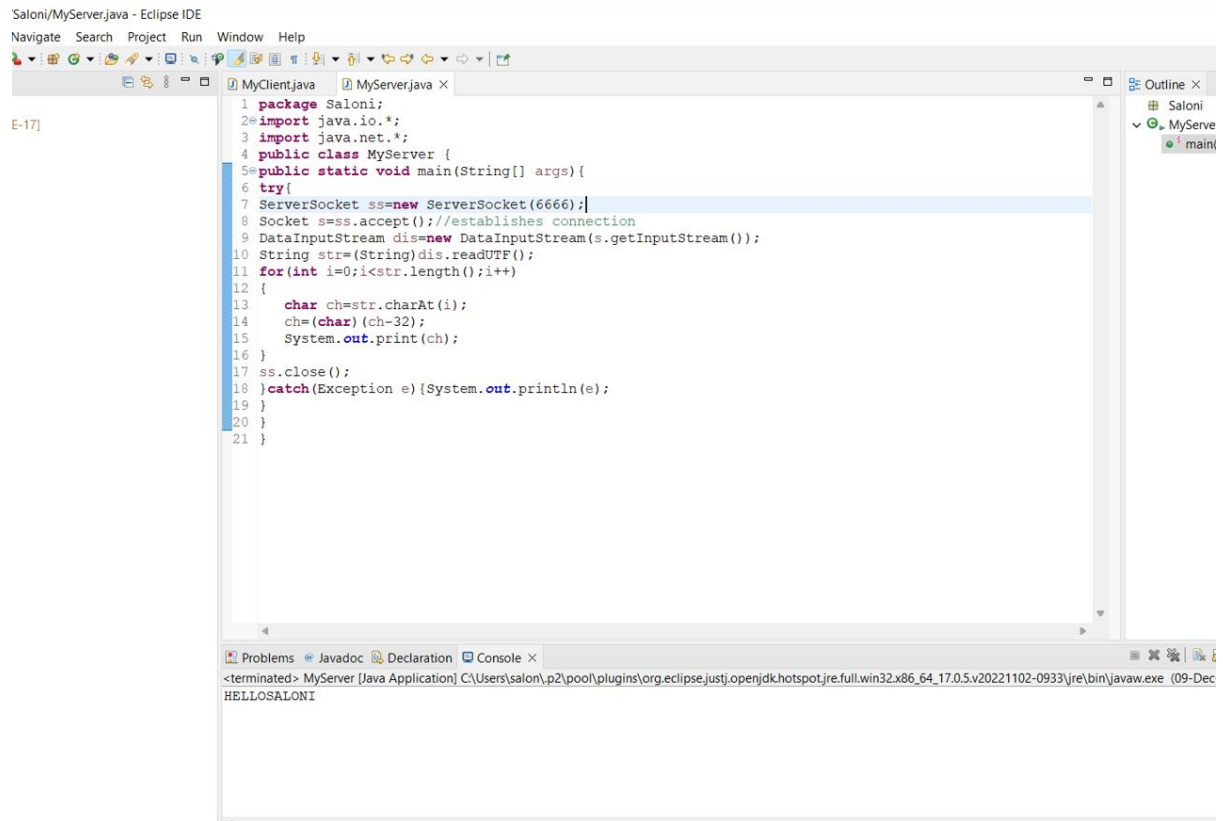 'Saloni/MyServer.java - Eclipse IDE
Navigate Search Project Run Window Help
MyClient.java MyServer.java
E-17]
1 package Saloni;
2 import java.io.*;
3 import java.net.*;
4 public class MyServer {
5 public static void main(String[] args){
6 try{
7 ServerSocket ss=new ServerSocket(6666);
8 Socket s=ss.accept();//establishes connection
9 DataInputStream dis=new DataInputStream(s.getInputStream());
10 String str=(String)dis.readUTF();
11 for(int i=0;i<str.length();i++)
12 {
13 char ch=str.charAt(i);
14 ch=(char)(ch-32);
15 System.out.print(ch);
16 }
17 ss.close();
18 }catch(Exception e){System.out.println(e);
19 }
20 }
21 }
Outline
Saloni
MyServe
main(
Problems Javadoc Declaration Console
<terminated> MyServer [Java Application] C:\Users\salon\.p2\pool\plugins\org.eclipse.justj.openjdk.hotspot.jre.full.win32.x86_64_17.0.5.v20221102-0933\jre\bin\javaw.exe (09-Dec
HELLOSALONI